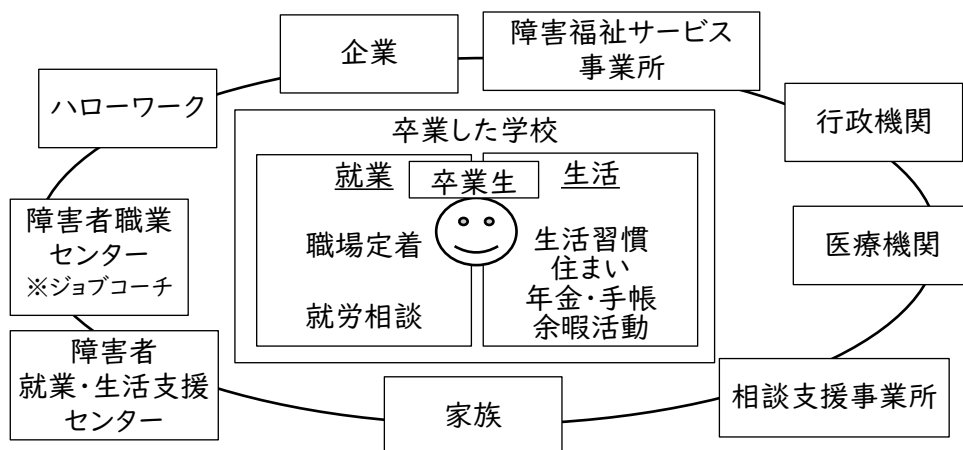 企業
障害福祉サービス
事業所
ハローワーク
行政機関
卒業した学校
就業
卒業生
生活
障害者職業
センター
※ジョブコーチ
職場定着
就労相談
生活習慣
住まい
年金・手帳
余暇活動
医療機関
障害者
就業・生活支援
センター
家族
相談支援事業所